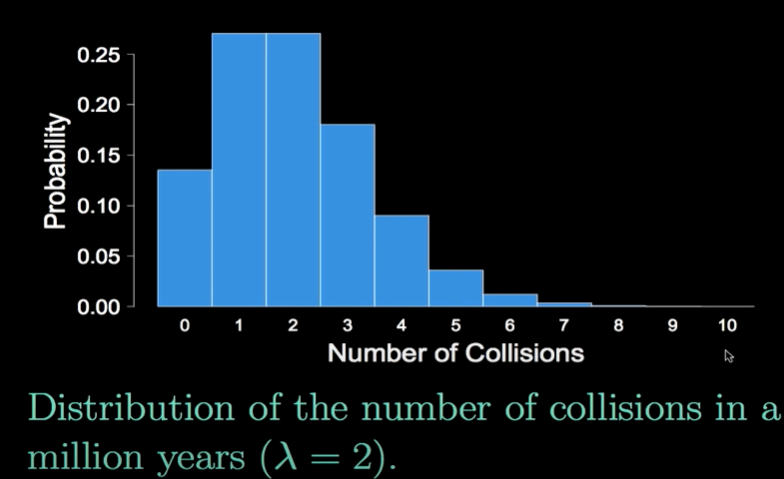 0.25
0.20
0.15
0.10
0.05
0.00
Probability
0 1 2 3 4 5 6 7 8 9 10
Number of Collisions
Distribution of the number of collisions in a
million years (λ = 2).